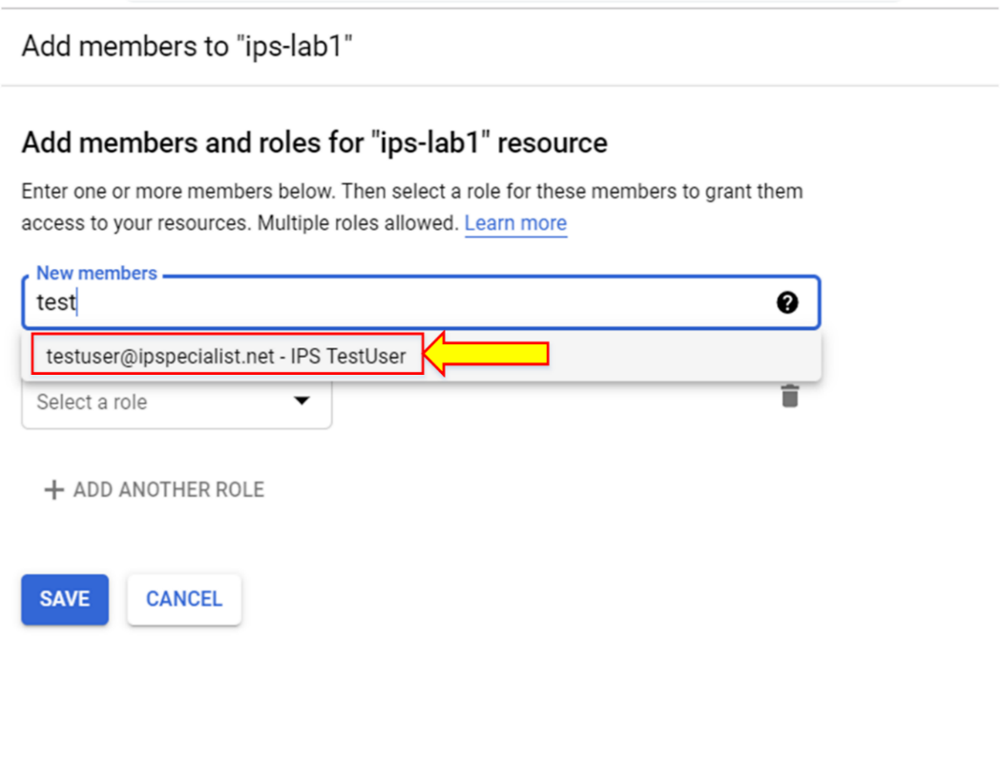 Add members to "ips-lab1"
Add members and roles for "ips-lab1" resource
Enter one or more members below. Then select a role for these members to grant them
access to your resources. Multiple roles allowed. Learn more
New members
test
testuser@ipspecialist.net - IPS TestUser
Select a role
ADD ANOTHER ROLE
SAVE CANCEL